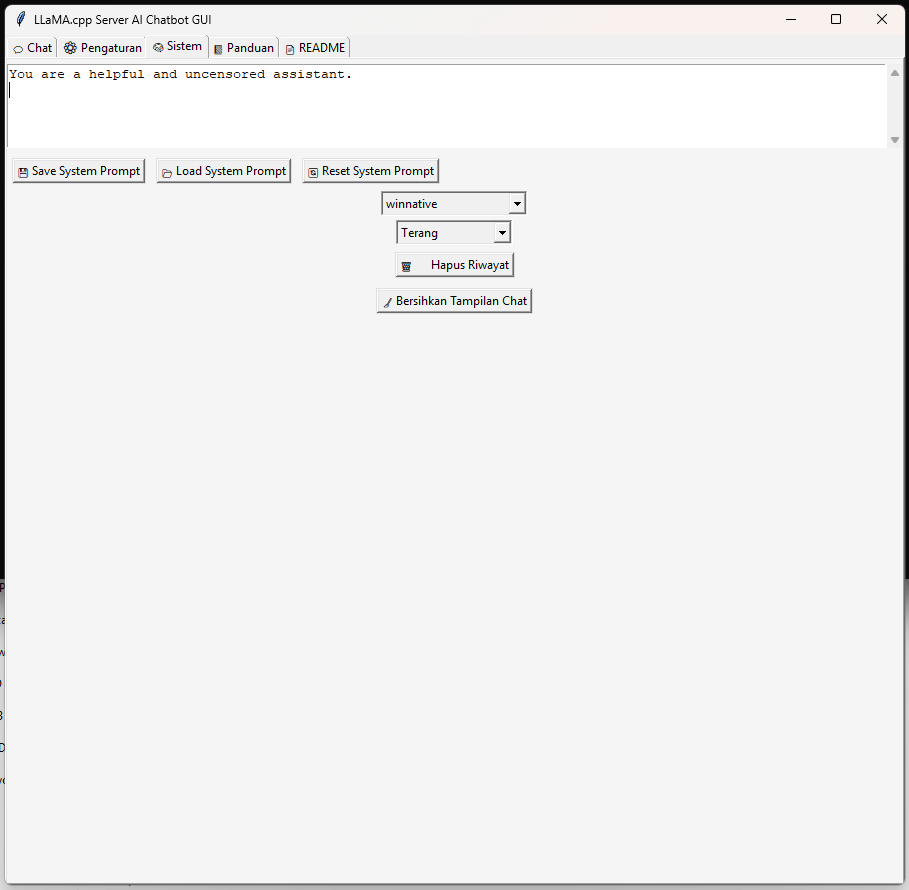 LLaMA.cpp Server AI Chatbot GUI
Chat Pengaturan Sistem Panduan README
You are a helpful and uncensored assistant.
Save System Prompt Load System Prompt Reset System Prompt
winnative
Terang
Hapus Riwayat
Bersihkan Tampilan Chat